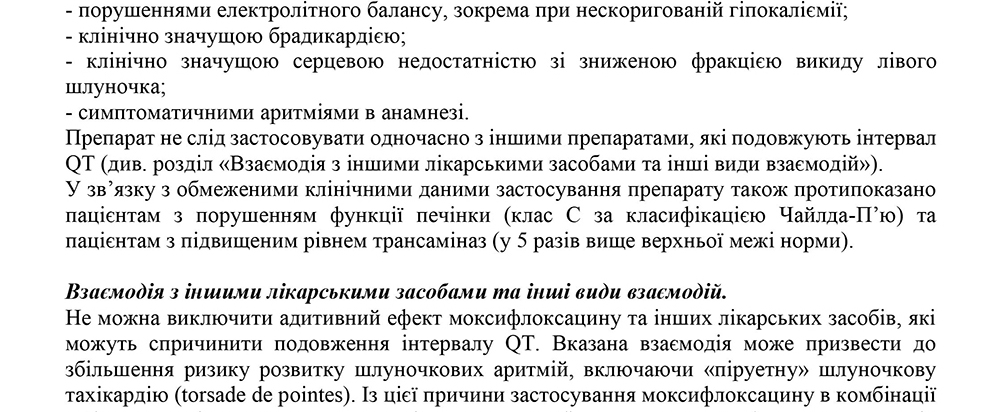 - порушеннями електролітного балансу, зокрема при нескоригованій гіпокаліємії;
- клінічно значущою брадикардією;
- клінічно значущою серцевою недостатністю зі зниженою фракцією викиду лівого
шлуночка;
- симптоматичними аритміями в анамнезі.
Препарат не слід застосовувати одночасно з іншими препаратами, які подовжують інтервал
QT (див. розділ «Взаємодія з іншими лікарськими засобами та інші види взаємодій»).
У зв’язку з обмеженими клінічними даними застосування препарату також протипоказано
пацієнтам з порушенням функції печінки (клас С за класифікацією Чайлда-П’ю) та
пацієнтам з підвищеним рівнем трансаміназ (у 5 разів вище верхньої межі норми).
Взаємодія з іншими лікарськими засобами та інші види взаємодій.
Не можна виключити адитивний ефект моксифлоксацину та інших лікарських засобів, які
можуть спричинити подовження інтервалу QT. Вказана взаємодія може призвести до
збільшення ризику розвитку шлуночкових аритмій, включаючи «піруетну» шлуночкову
тахікардію (torsade de pointes). Із цієї причини застосування моксифлоксацину в комбінації